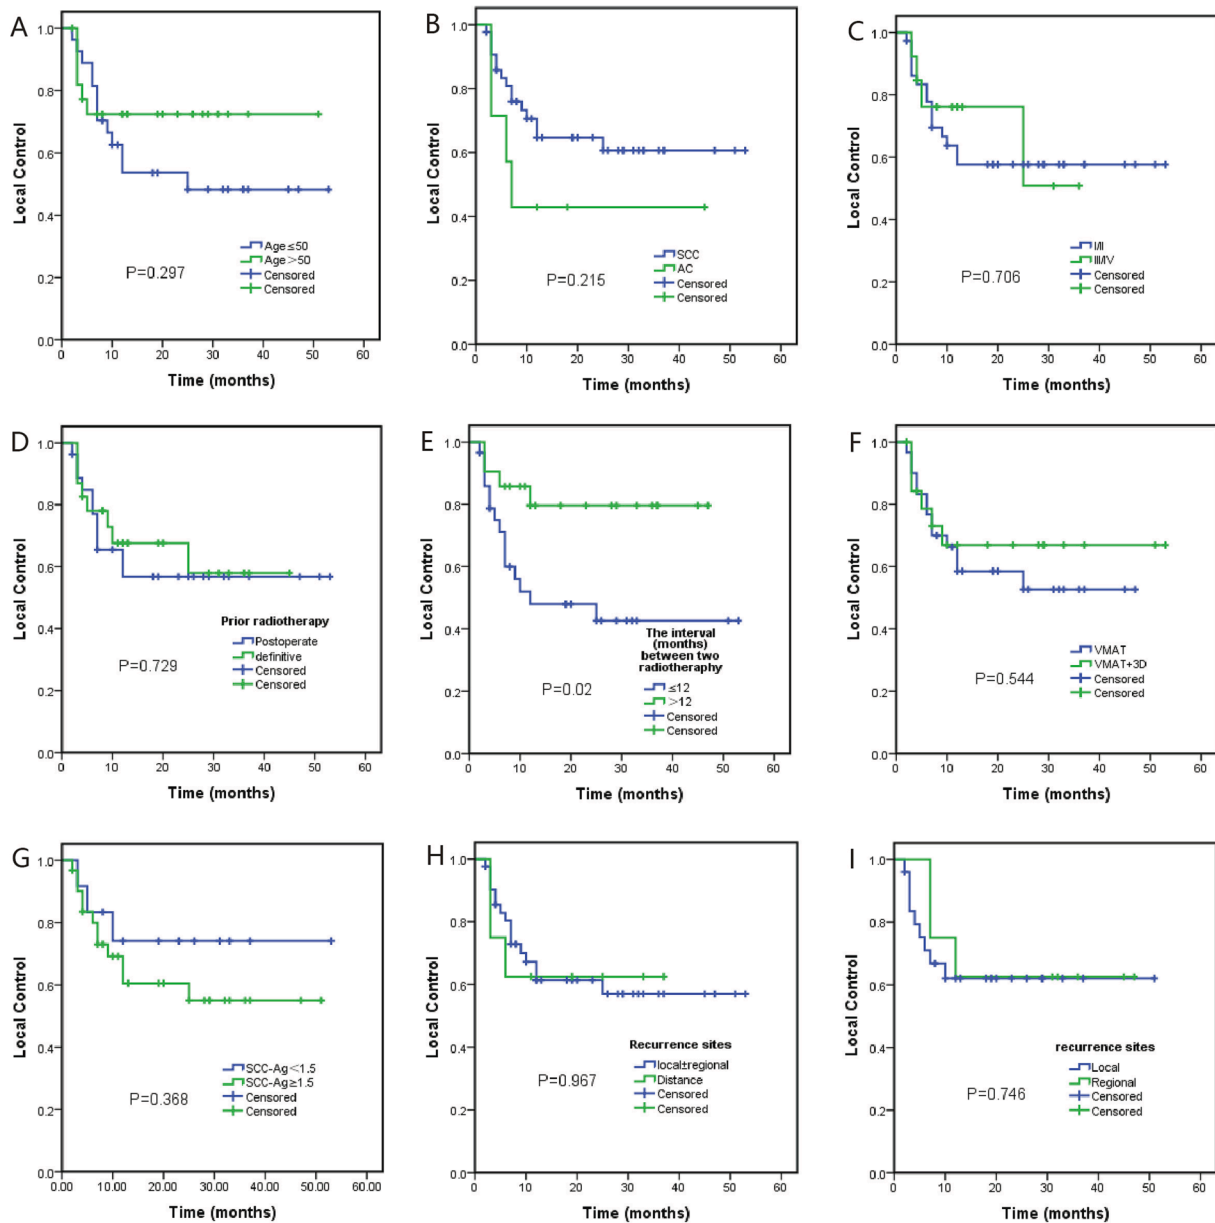 A
Local Control
1.0
0.8
0.6
0.4
0.2
0.0
Age≤50
Age＞50
Censored
Censored
P=0.297
0 10 20 30 40 50 60
Time (months)
B
Local Control
1.0
0.8
0.6
0.4
0.2
0.0
SCC
AC
Censored
Censored
P=0.215
0 10 20 30 40 50 60
Time (months)
C
Local Control
1.0
0.8
0.6
0.4
0.2
0.0
I/II
III/IV
Censored
Censored
P=0.706
0 10 20 30 40 50 60
Time (months)
D
Local Control
1.0
0.8
0.6
0.4
0.2
0.0
Prior radiotherapy
Postoperate
definitive
Censored
Censored
P=0.729
0 10 20 30 40 50 60
Time (months)
E
Local Control
1.0
0.8
0.6
0.4
0.2
0.0
The interval
(months)
between two
radiotheraphy
≤12
＞12
Censored
Censored
P=0.02
0 10 20 30 40 50 60
Time (months)
F
Local Control
1.0
0.8
0.6
0.4
0.2
0.0
VMAT
VMAT+3D
Censored
Censored
P=0.544
0 10 20 30 40 50 60
Time (months)
G
Local Control
1.0
0.8
0.6
0.4
0.2
0.0
SCC-Ag＜1.5
SCC-Ag≥1.5
Censored
Censored
P=0.368
0.00 10.00 20.00 30.00 40.00 50.00 60.00
Time (months)
H
Local Control
1.0
0.8
0.6
0.4
0.2
0.0
Recurrence sites
local±regional
Distance
Censored
Censored
P=0.967
0 10 20 30 40 50 60
Time (months)
I
Local Control
1.0
0.8
0.6
0.4
0.2
0.0
recurrence sites
Local
Regional
Censored
Censored
P=0.746
0 10 20 30 40 50 60
Time (months)